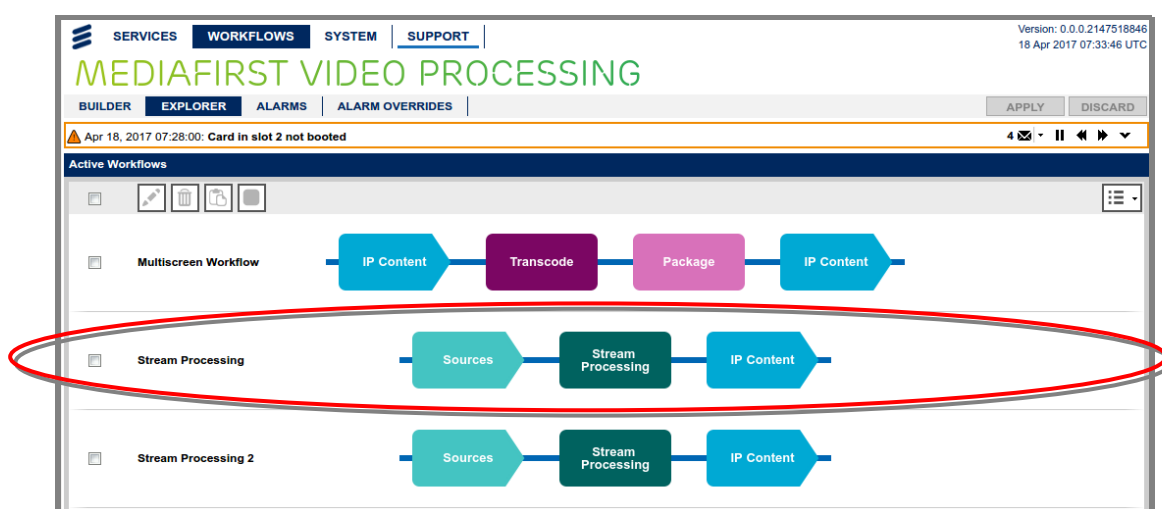 SERVICES WORKFLOWS SYSTEM SUPPORT
Version: 0.0.0.2147518846
18 Apr 2017 07:33:46 UTC
MEDIAFIRST VIDEO PROCESSING
BUILDER EXPLORER ALARMS ALARM OVERRIDES APPLY DISCARD
Apr 18, 2017 07:28:00: Card in slot 2 not booted 4
Active Workflows
Multiscreen Workflow IP Content Transcode Package IP Content
Stream Processing Sources Stream Processing IP Content
Stream Processing 2 Sources Stream Processing IP Content